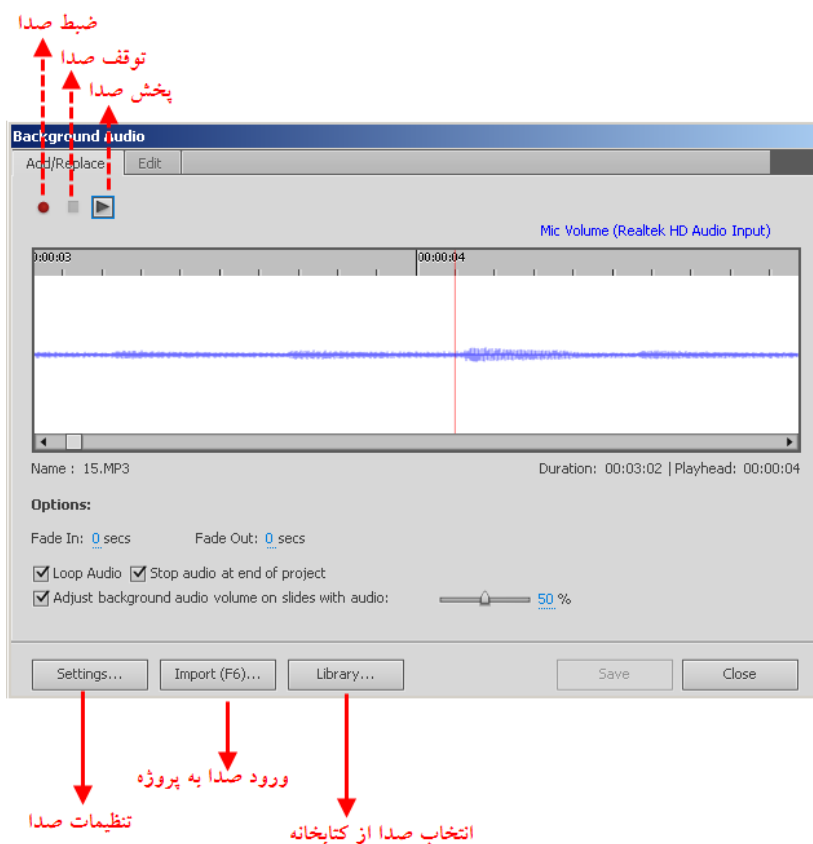 ضبط صدا
توقف صدا
پخش صدا
Background Audio
Add/Replace Edit
Mic Volume (Realtek HD Audio Input)
0:00:03 00:00:04
Name : 15.MP3 Duration: 00:03:02 | Playhead: 00:00:04
Options:
Fade In: 0 secs Fade Out: 0 secs
Loop Audio Stop audio at end of project
Adjust background audio volume on slides with audio: 50 %
Settings... Import (F6)... Library... Save Close
ورود صدا به پروژه
تنظیمات صدا
انتخاب صدا از کتابخانه